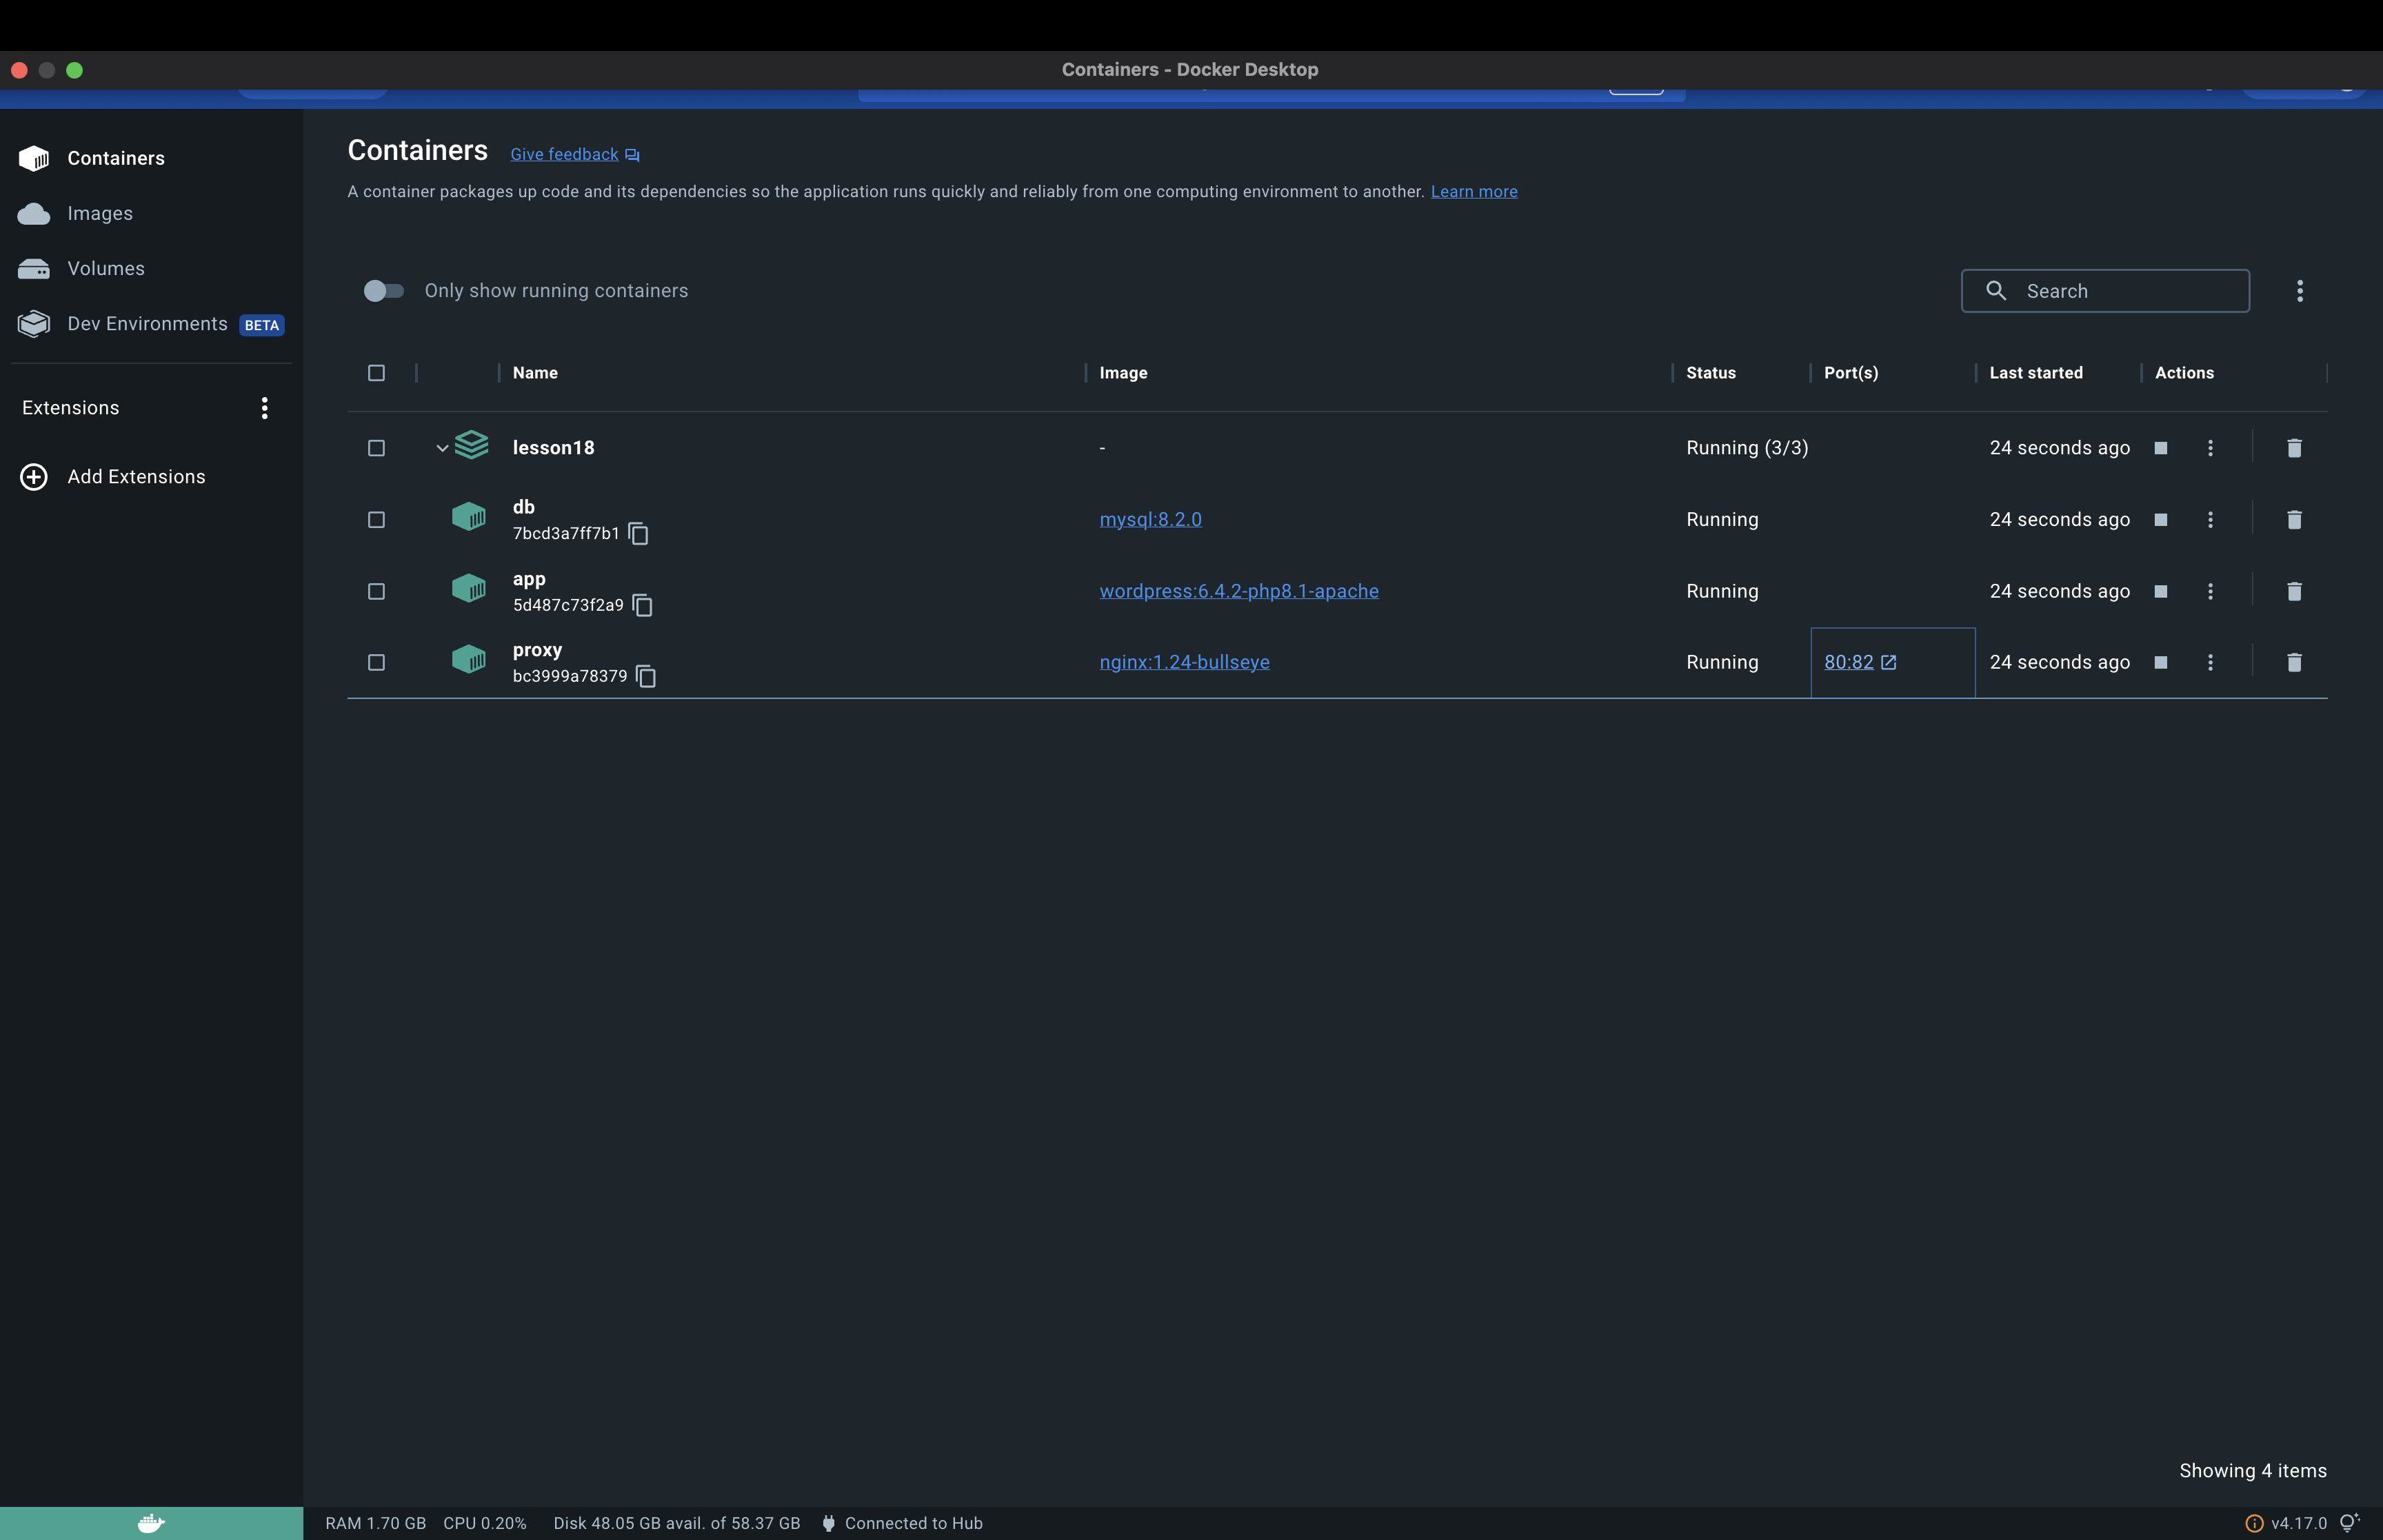 Containers - Docker Desktop
Containers
Give feedback
A container packages up code and its dependencies so the application runs quickly and reliably from one computing environment to another. Learn more
Images
Volumes
Dev Environments BETA
Extensions
Add Extensions
Containers
Only show running containers
Search
Name Image Status Port(s) Last started Actions
lesson18 - Running (3/3) 24 seconds ago
db
7bcd3a7ff7b1
mysql:8.2.0 Running 24 seconds ago
app
5d487c73f2a9
wordpress:6.4.2-php8.1-apache Running 24 seconds ago
proxy
bc3999a78379
nginx:1.24-bullseye Running 80:82 24 seconds ago
Showing 4 items
RAM 1.70 GB CPU 0.20% Disk 48.05 GB avail. of 58.37 GB Connected to Hub v4.17.0